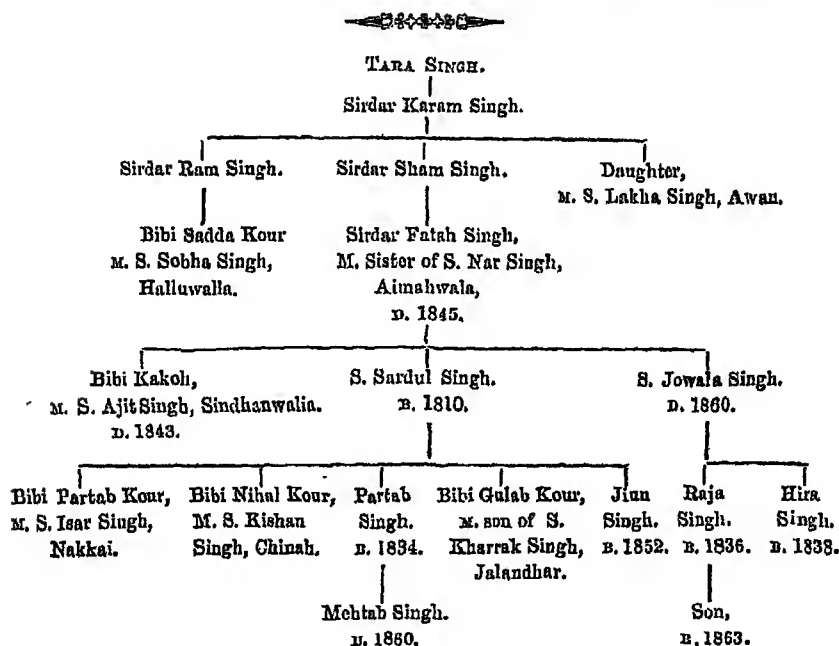 TARA SINGH.
Sirdar Karam Singh.
Sirdar Ram Singh. Sirdar Sham Singh. Daughter,
M. S. Lakha Singh, Awan.
Bibi Sadda Kour
M. S. Sobha Singh,
Halluwalla.
Sirdar Fatah Singh,
M. Sister of S. Nar Singh,
Aimahwala,
D. 1845.
Bibi Kakoh,
M. S. Ajit Singh, Sindhanwalia.
D. 1843.
S. Sardul Singh.
B. 1810.
S. Jowala Singh.
D. 1860.
Bibi Partab Kour,
M. S. Isar Singh,
Nakkai.
Bibi Nihal Kour,
M. S. Kishan
Singh, Chinah.
Partab
Singh.
B. 1834.
Bibi Gulab Kour,
M. son of S.
Kharrak Singh,
Jalandhar.
Singh.
B. 1852.
Raja
Singh.
B. 1836.
Hira
Singh.
B. 1838.
Mehtab Singh.
1860.
Son,
B. 1863.